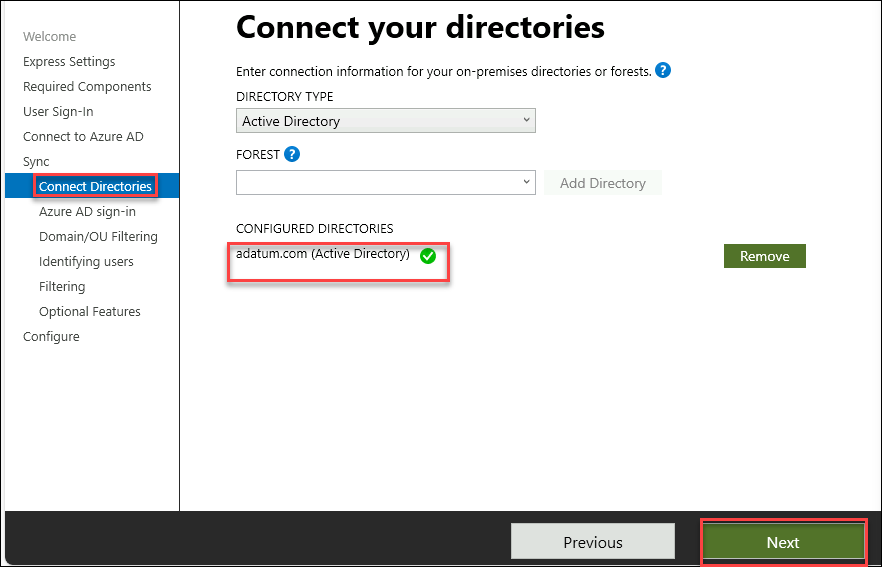 Welcome
Express Settings
Required Components
User Sign-In
Connect to Azure AD
Sync
Connect Directories
Azure AD sign-in
Domain/OU Filtering
Identifying users
Filtering
Optional Features
Configure
Connect your directories
Enter connection information for your on-premises directories or forests. ?
DIRECTORY TYPE
Active Directory
FOREST ?
Add Directory
CONFIGURED DIRECTORIES
adatum.com (Active Directory)
Remove
Previous
Next